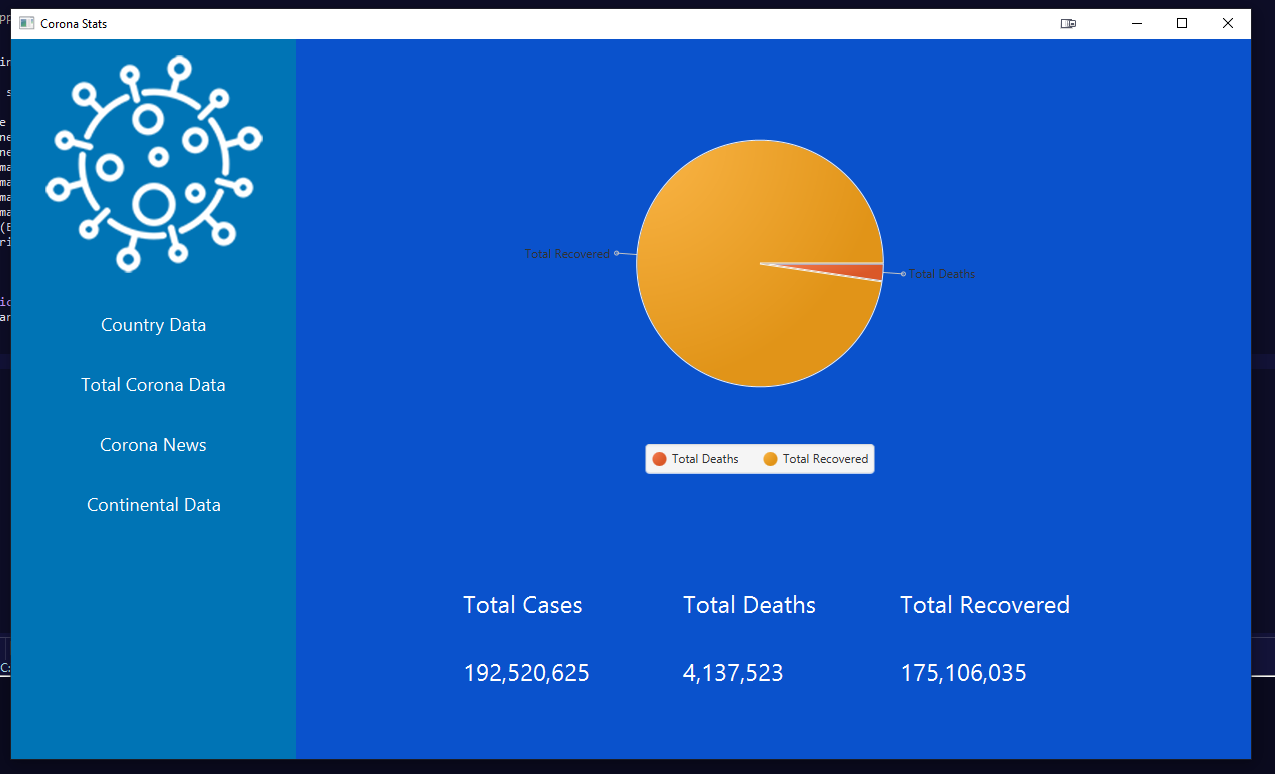 Corona Stats
Country Data
Total Corona Data
Corona News
Continental Data
Total Recovered
Total Deaths
Total Deaths
Total Recovered
Total Cases
Total Deaths
Total Recovered
192,520,625
4,137,523
175,106,035